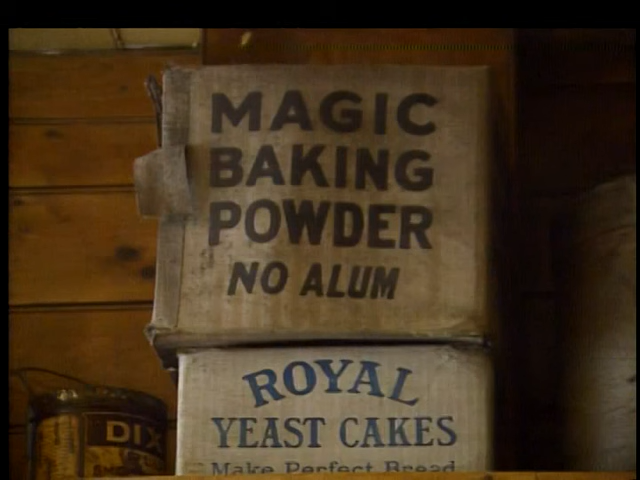 MAGIC
BAKING
POWDER
NO ALUM
ROYAL
YEAST CAKES
Make Perfect Bread
DIX